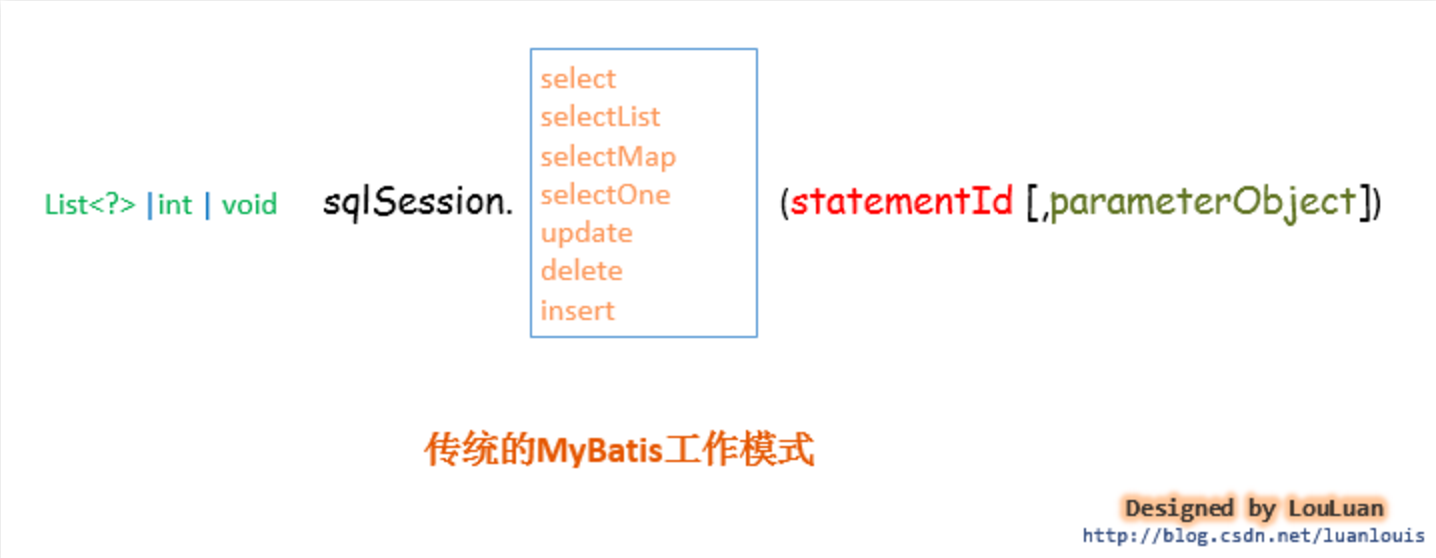 List<?> |int | void sqlSession.
select
selectList
selectMap
selectOne
update
delete
insert
(statementId [,parameterObject])
传统的MyBatis工作模式
Designed by LouLuan
http://blog.csdn.net/luanlouis